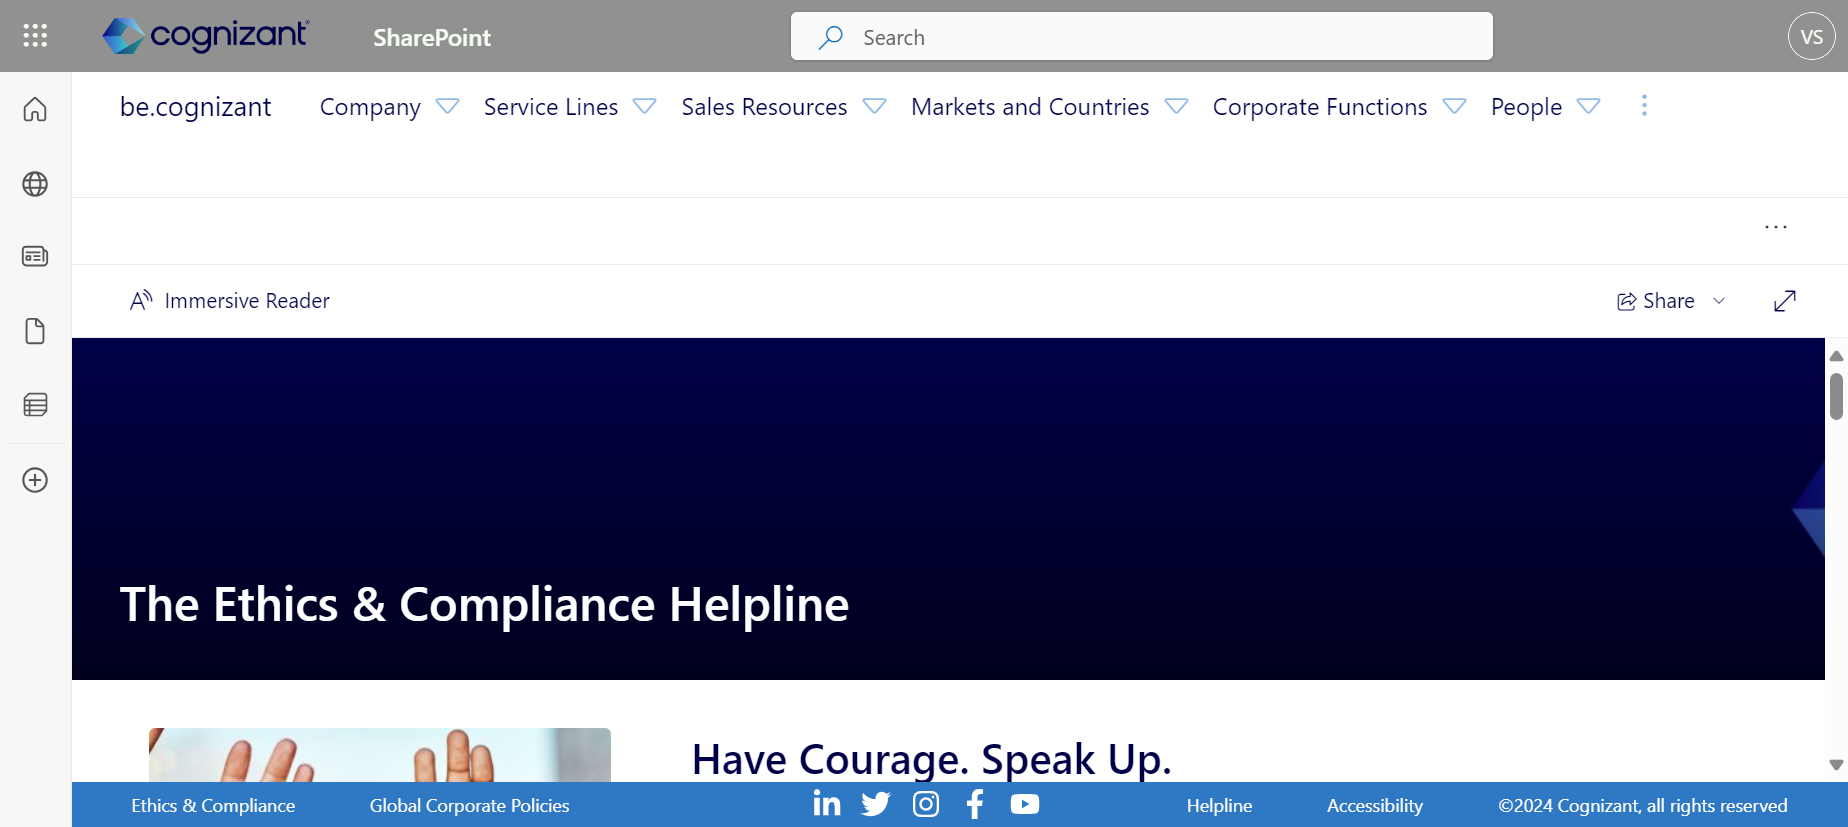 cognizant
SharePoint
Search
VS
be.cognizant
Company
Service Lines
Sales Resources
Markets and Countries
Corporate Functions
People
Immersive Reader
Share
The Ethics & Compliance Helpline
Have Courage. Speak Up.
Ethics & Compliance
Global Corporate Policies
Helpline
Accessibility
©2024 Cognizant, all rights reserved